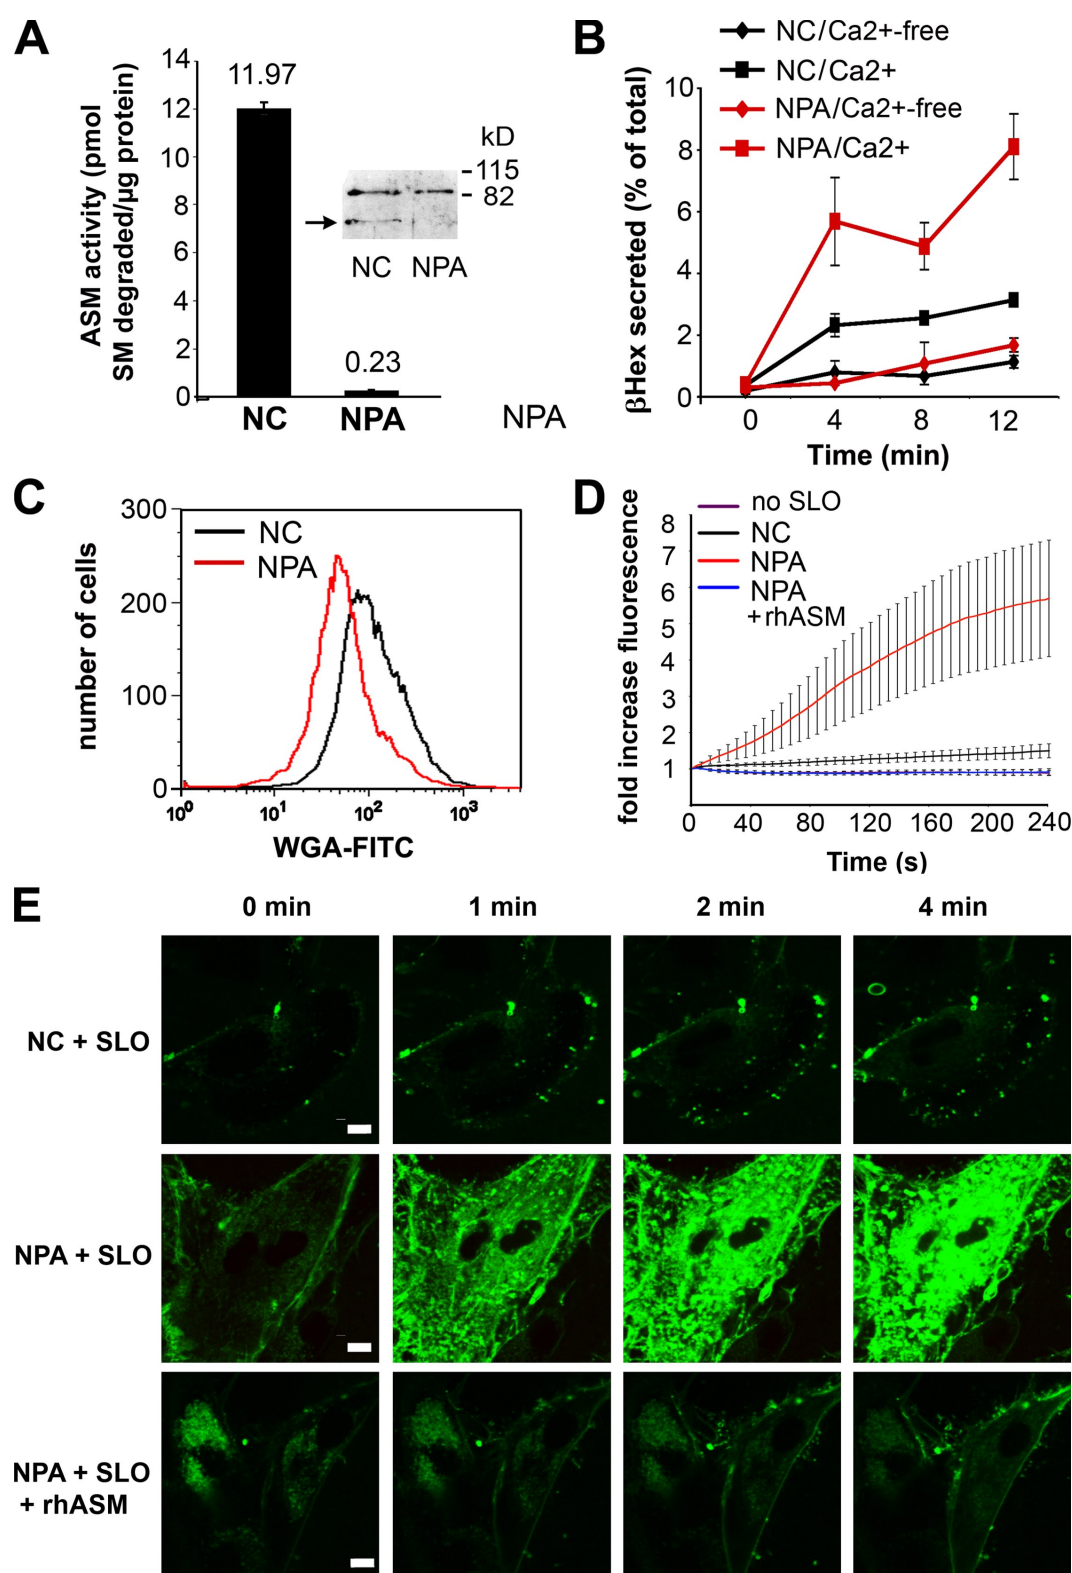 A
ASM activity (pmol
SM degraded/µg protein)
14
12
10
8
6
4
2
0
11.97
0.23
kD
115
82
NC NPA
NC NPA
NPA
B
NC/Ca2+-free
NC/Ca2+
NPA/Ca2+-free
NPA/Ca2+
βHex secreted (% of total)
10
8
6
4
2
0
0 4 8 12
Time (min)
C
number of cells
300
200
100
0
NC
NPA
10⁰ 10¹ 10² 10³
WGA-FITC
D
fold increase fluorescence
8
7
6
5
4
3
2
1
no SLO
NC
NPA
NPA
+rhASM
0 40 80 120 160 200 240
Time (s)
E
0 min 1 min 2 min 4 min
NC + SLO
NPA + SLO
NPA + SLO
+ rhASM